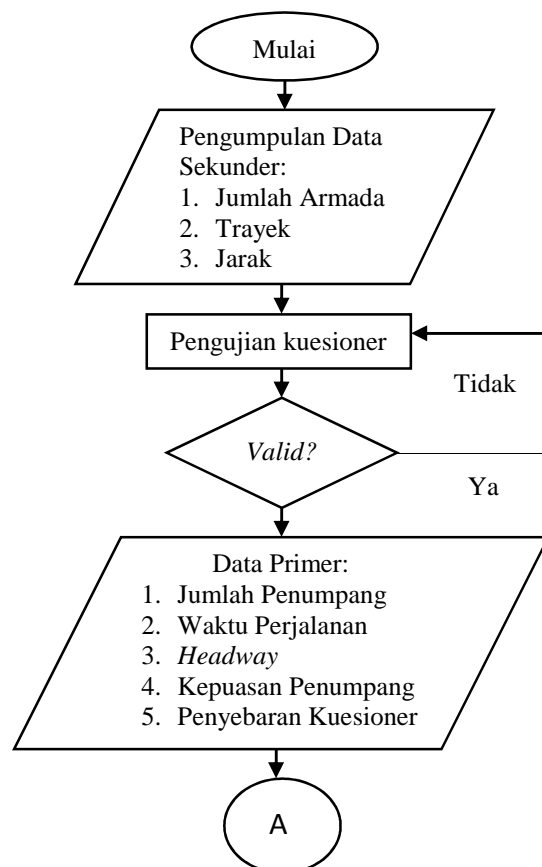 Mulai
Pengumpulan Data
Sekunder:
1. Jumlah Armada
2. Trayek
3. Jarak
Pengujian kuesioner
Tidak
Valid?
Ya
Data Primer:
1. Jumlah Penumpang
2. Waktu Perjalanan
3. Headway
4. Kepuasan Penumpang
5. Penyebaran Kuesioner
A